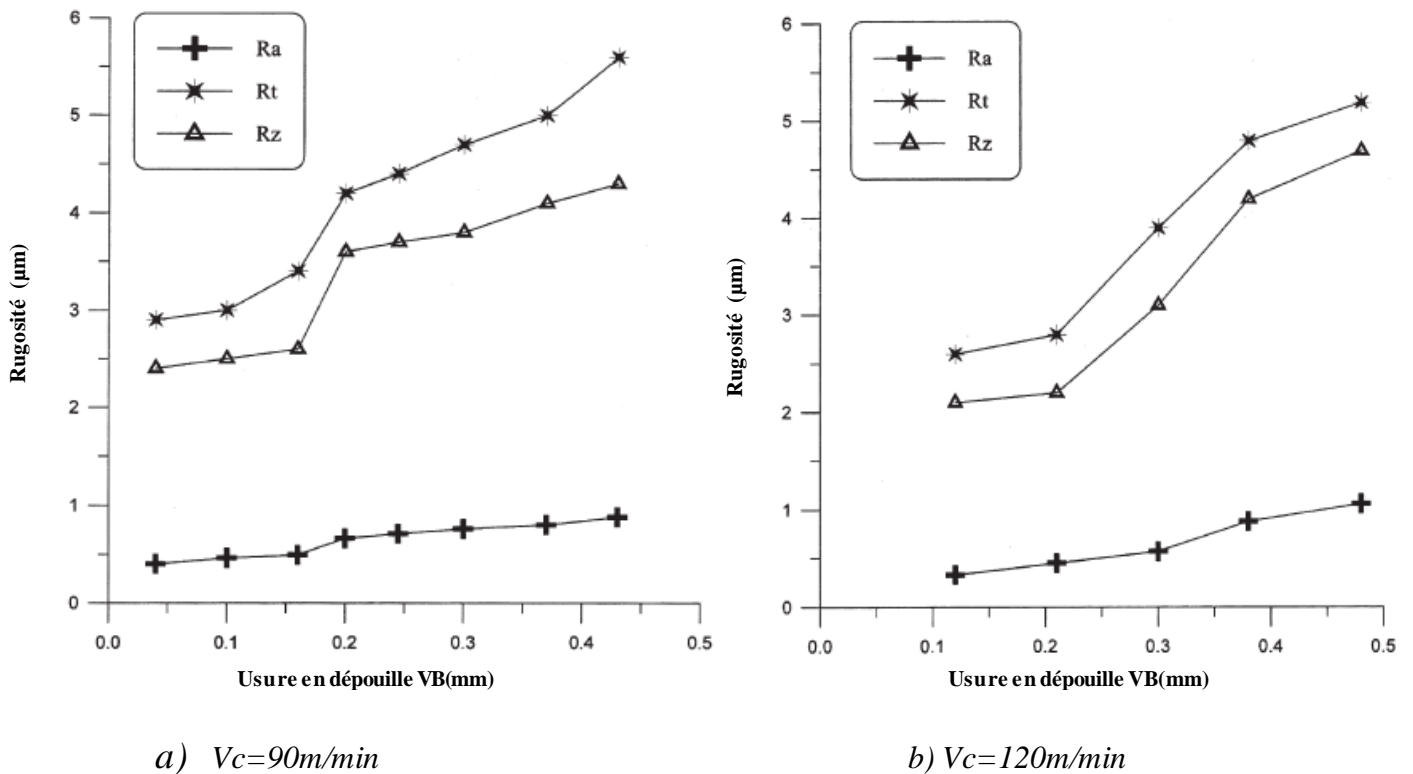 6
5
4
3
2
1
0
Rugosité (µm)
Ra
Rt
Rz
0.0 0.1 0.2 0.3 0.4 0.5
Usure en dépouille VB(mm)
a) Vc=90m/min
6
5
4
3
2
1
0
Rugosité (µm)
Ra
Rt
Rz
0.0 0.1 0.2 0.3 0.4 0.5
Usure en dépouille VB(mm)
b) Vc=120m/min